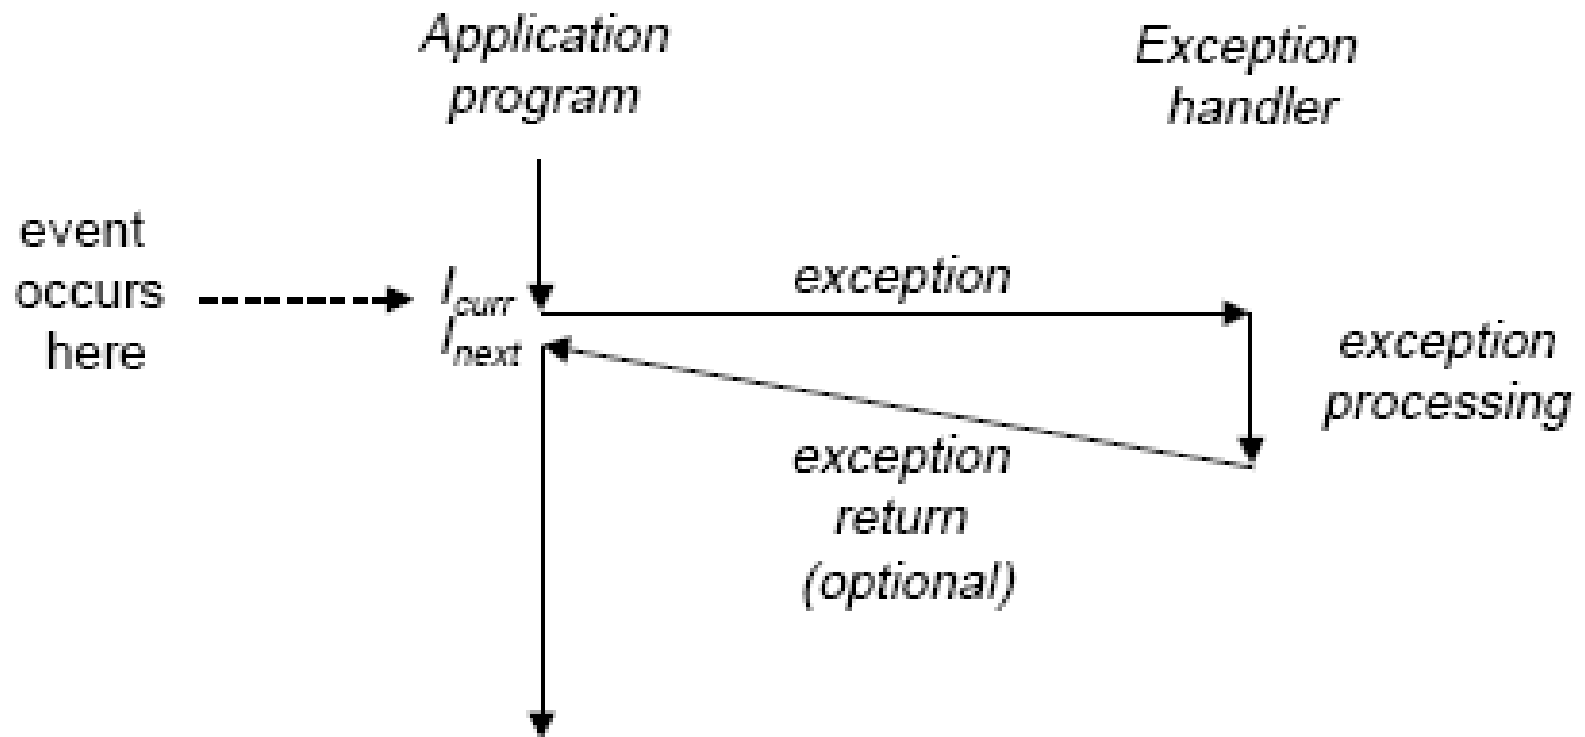 Application
program
Exception
handler
event
occurs
here
I_curr
I_next
exception
exception
processing
exception
return
(optional)